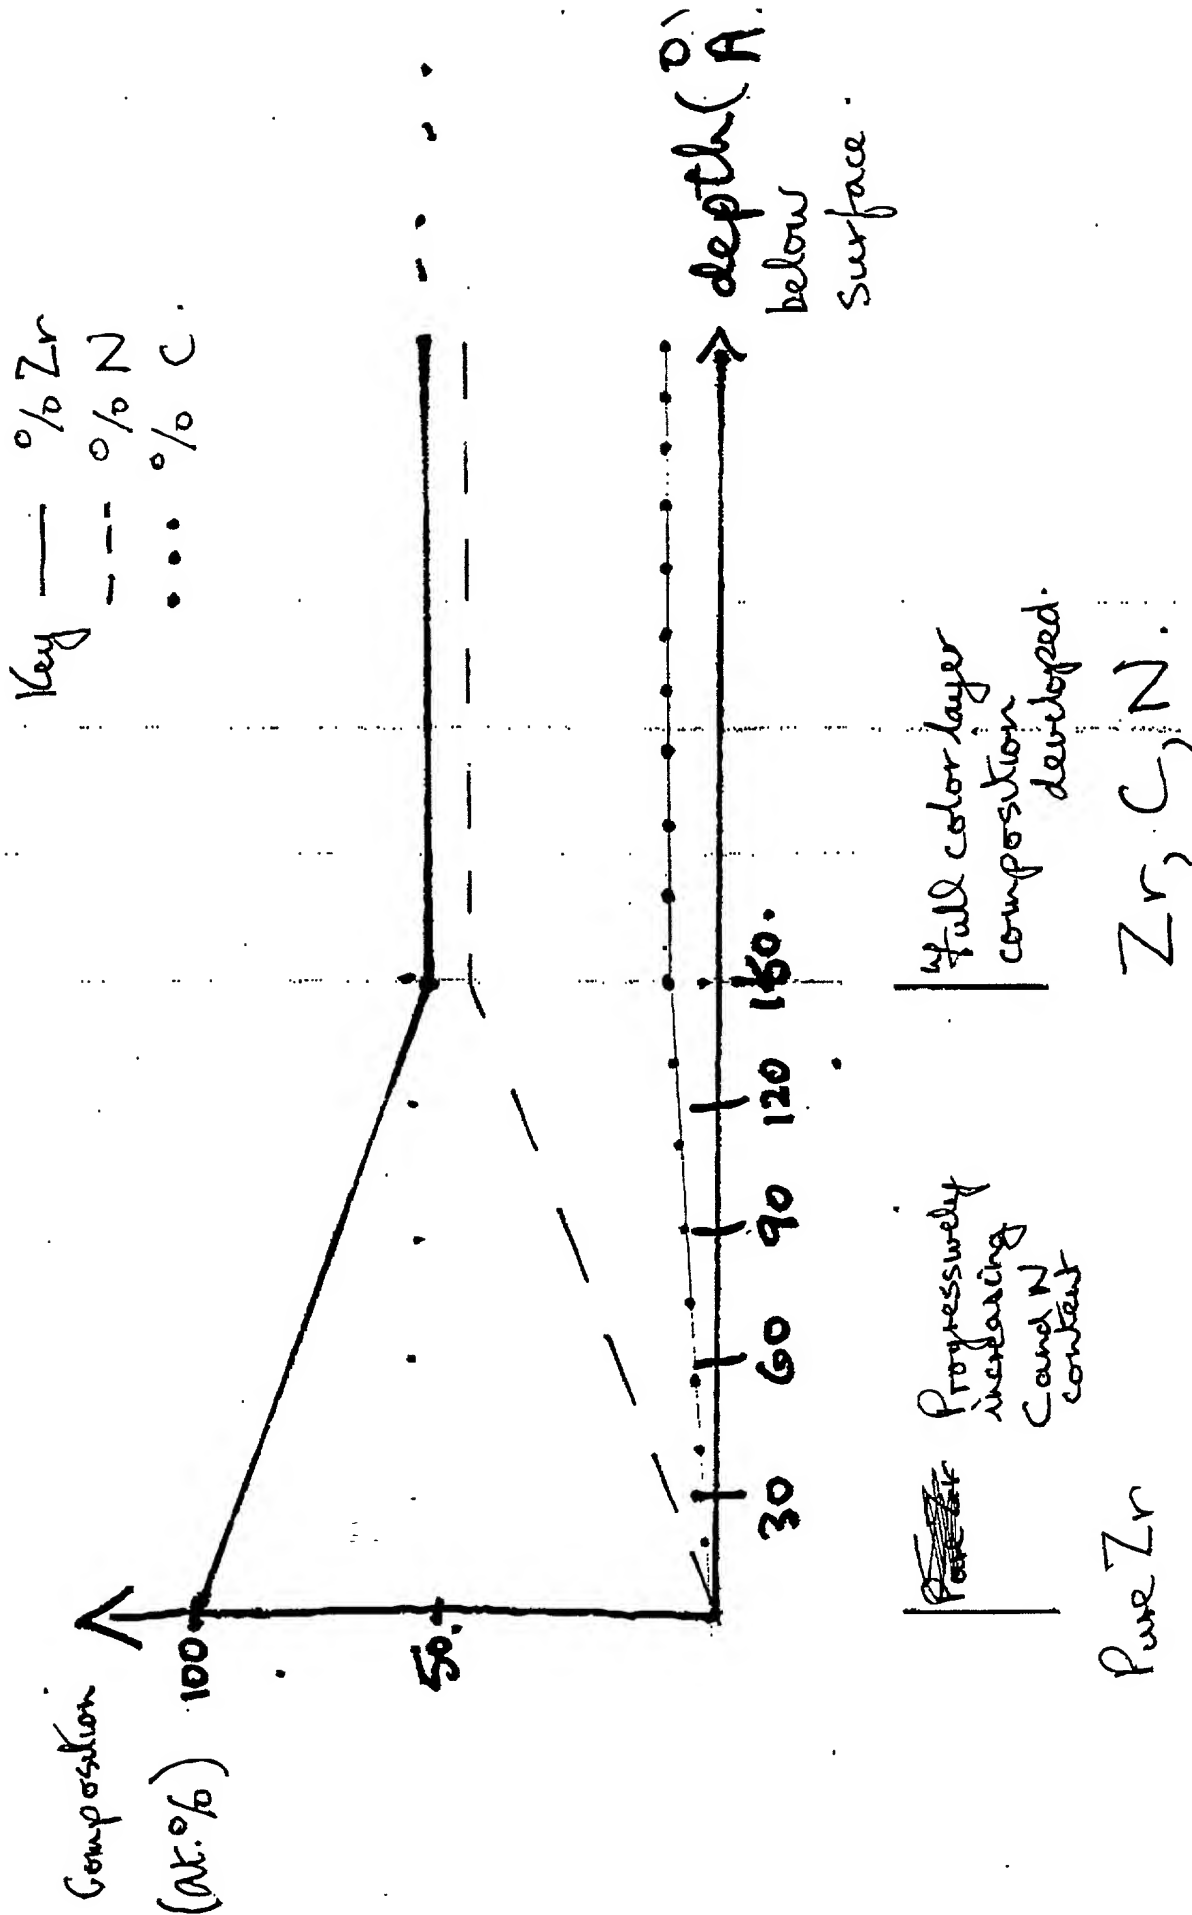 Key — % Zr
--- % N
••• % C.
Composition
(at.%)
100
50.
30 60 90 120 150.
depth (Å)
below
surface.
Progressively
increasing
C and N
content
full color layer
composition
developed.
Pure Zr
Zr, C, N.